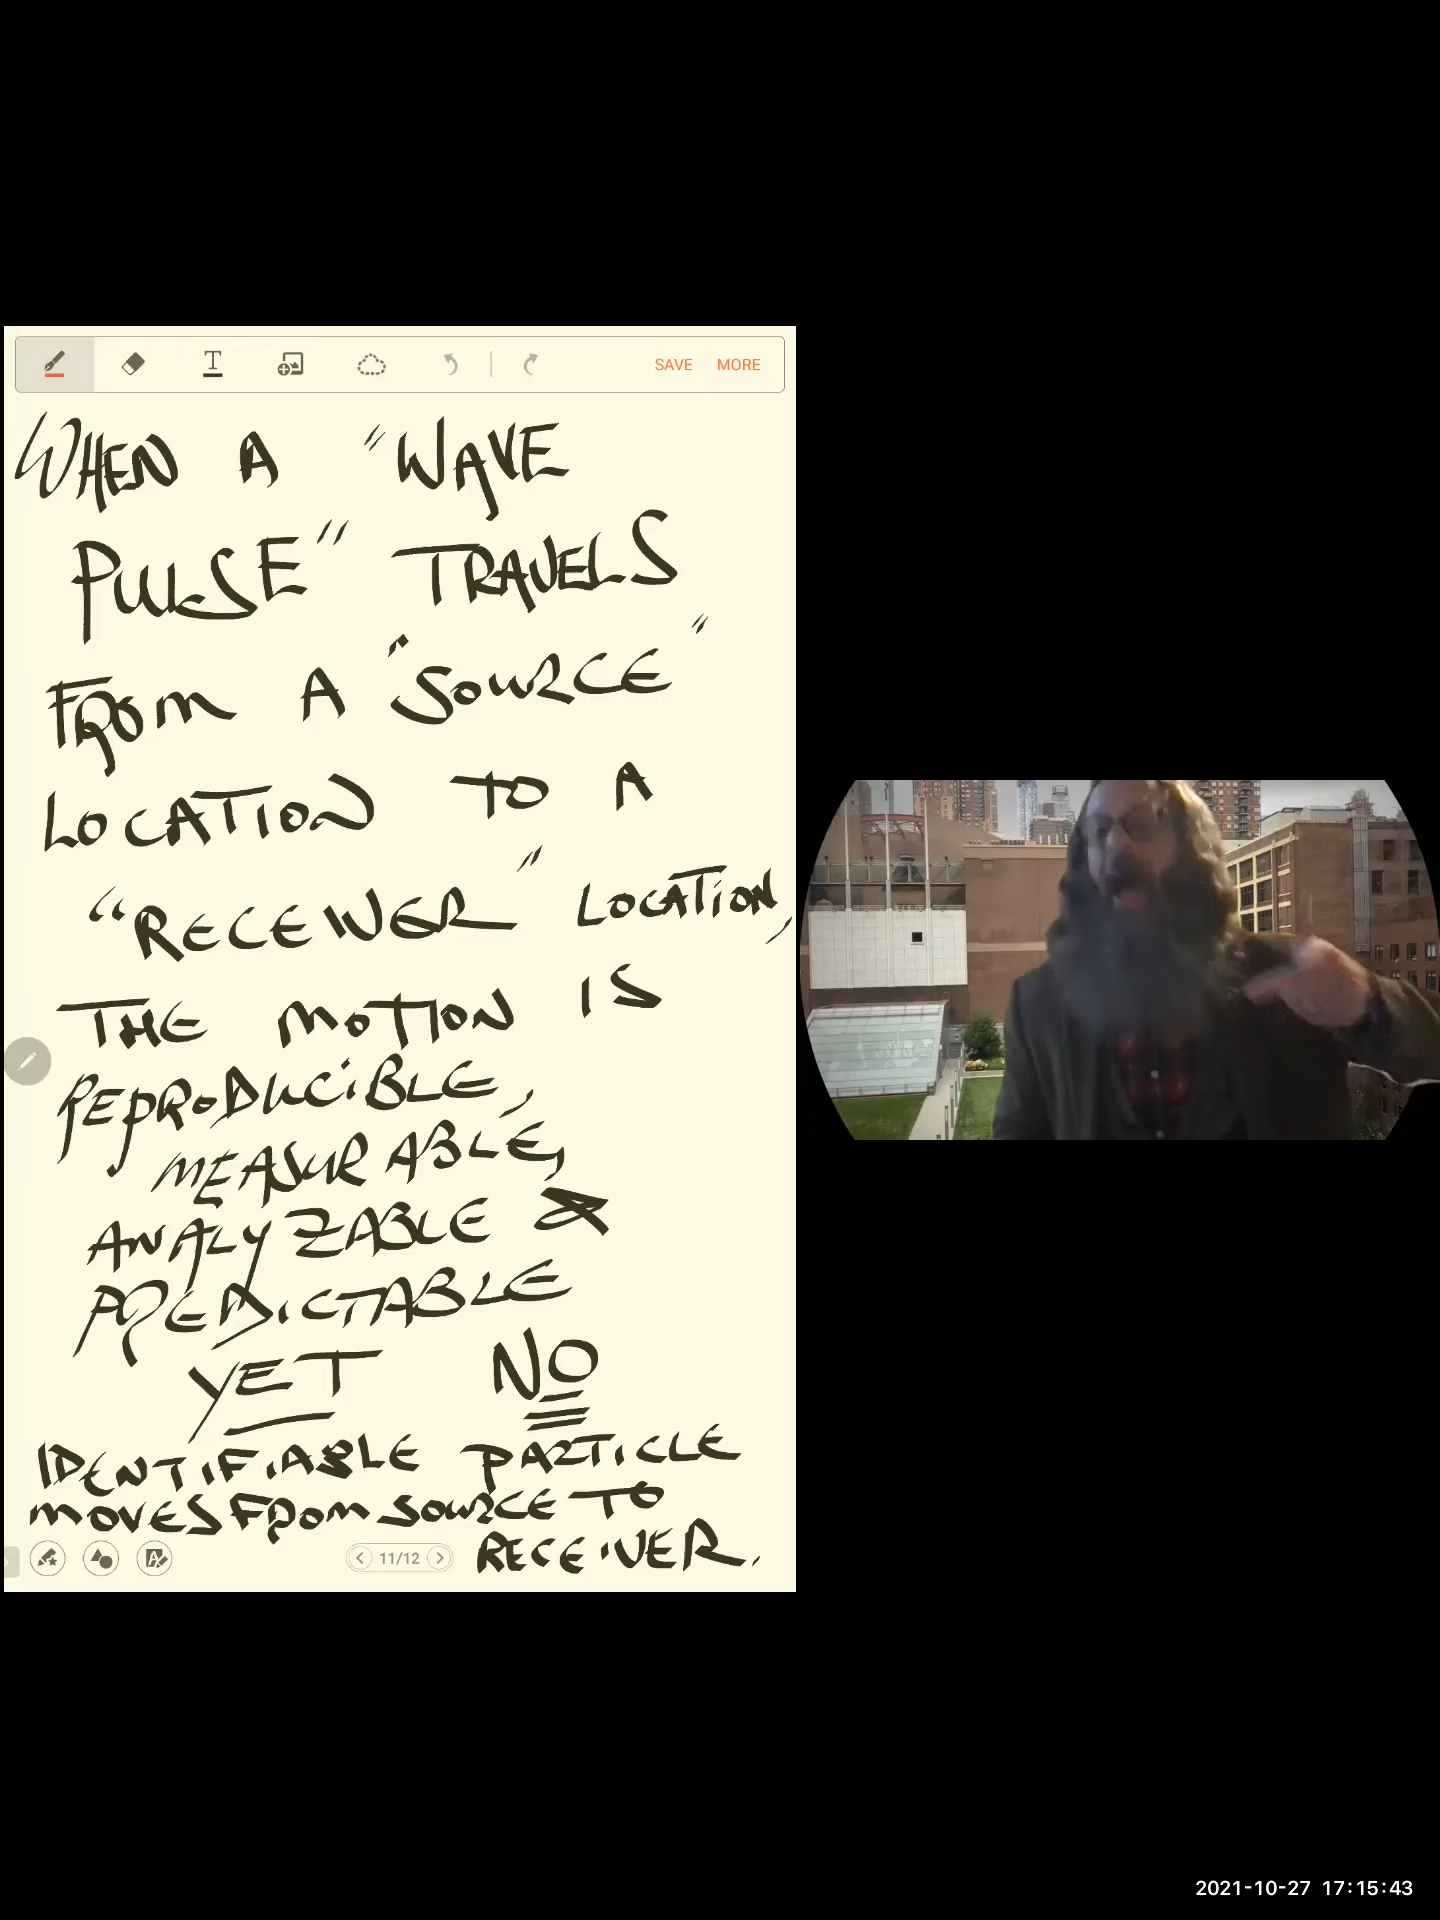 T
SAVE MORE
WHEN A "WAVE
PULSE" TRAVELS
FROM A "SOURCE"
LOCATION TO A
"RECEIVER" LOCATION,
THE MOTION IS
REPRODUCIBLE,
MEASURABLE,
ANALYZABLE &
PREDICTABLE
YET NO
IDENTIFIABLE PARTICLE
MOVES FROM SOURCE TO
RECEIVER.
11/12
2021-10-27 17:15:43